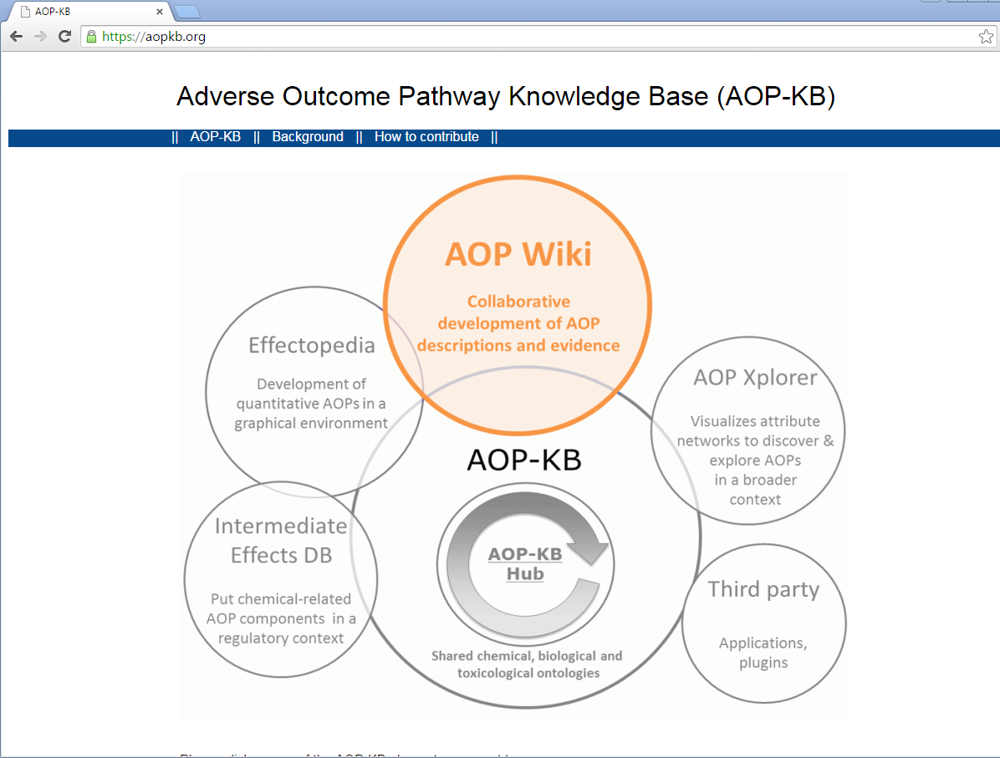 AOP-KB
https://aopkb.org
Adverse Outcome Pathway Knowledge Base (AOP-KB)
|| AOP-KB || Background || How to contribute ||
AOP Wiki
Collaborative
development of AOP
descriptions and evidence
Effectopedia
Development of
quantitative AOPs in a
graphical environment
AOP Xplorer
Visualizes attribute
networks to discover &
explore AOPs
in a broader
context
AOP-KB
Intermediate
Effects DB
Put chemical-related
AOP components in a
regulatory context
AOP-KB
Hub
Shared chemical, biological and
toxicological ontologies
Third party
Applications,
plugins